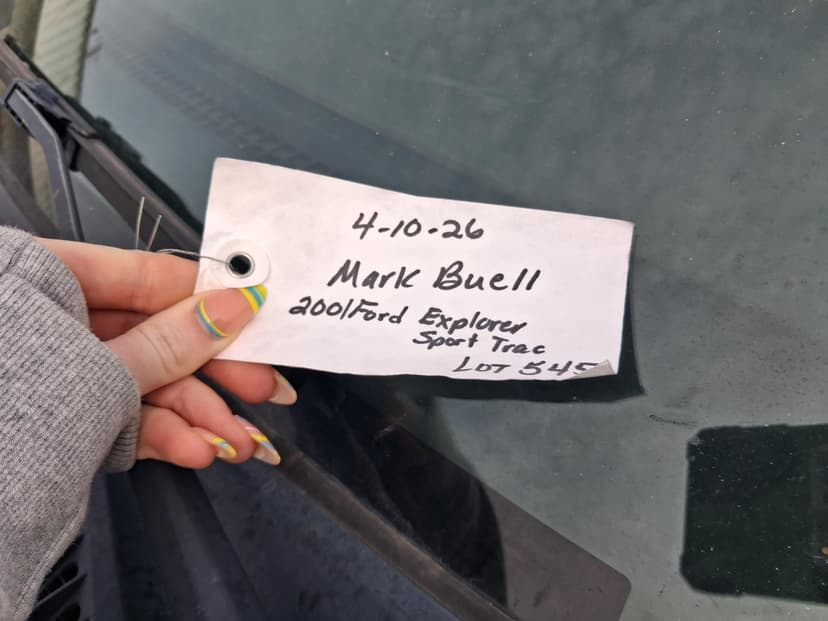 4-10-26
Mark Buell
2001 Ford Explorer
Sport Trac
LOT 545